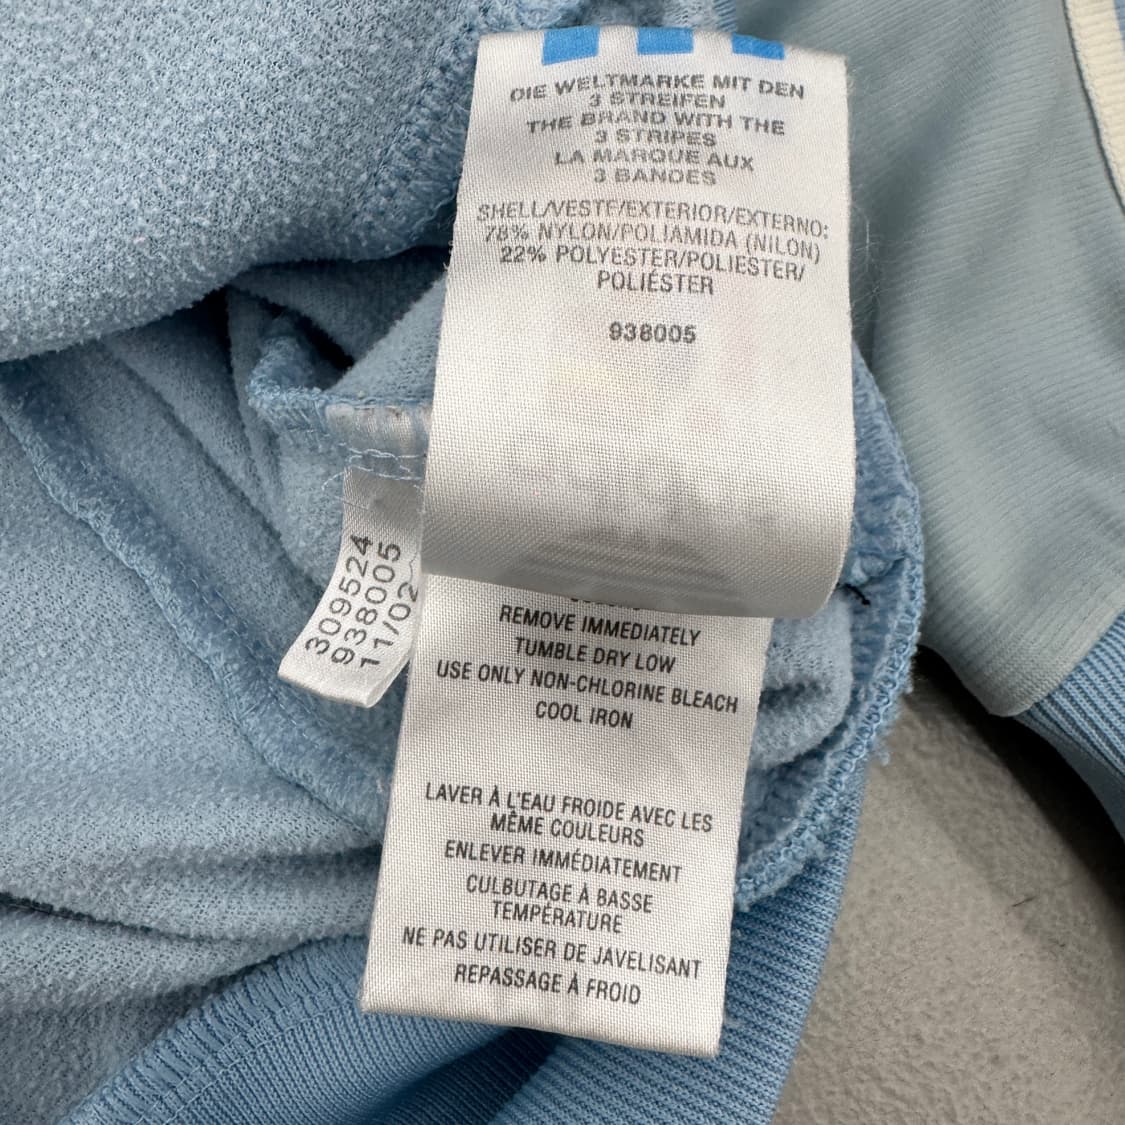 DIE WELTMARKE MIT DEN
3 STREIFEN
THE BRAND WITH THE
3 STRIPES
LA MARQUE AUX
3 BANDES
SHELL/VESTE/EXTERIOR/EXTERNO:
78% NYLON/POLIAMIDA (NILON)
22% POLYESTER/POLIESTER/
POLIÉSTER
938005
309524
938005
11/02
REMOVE IMMEDIATELY
TUMBLE DRY LOW
USE ONLY NON-CHLORINE BLEACH
COOL IRON
LAVER À L'EAU FROIDE AVEC LES
MÊME COULEURS
ENLEVER IMMÉDIATEMENT
CULBUTAGE À BASSE
TEMPÉRATURE
NE PAS UTILISER DE JAVELISANT
REPASSAGE À FROID